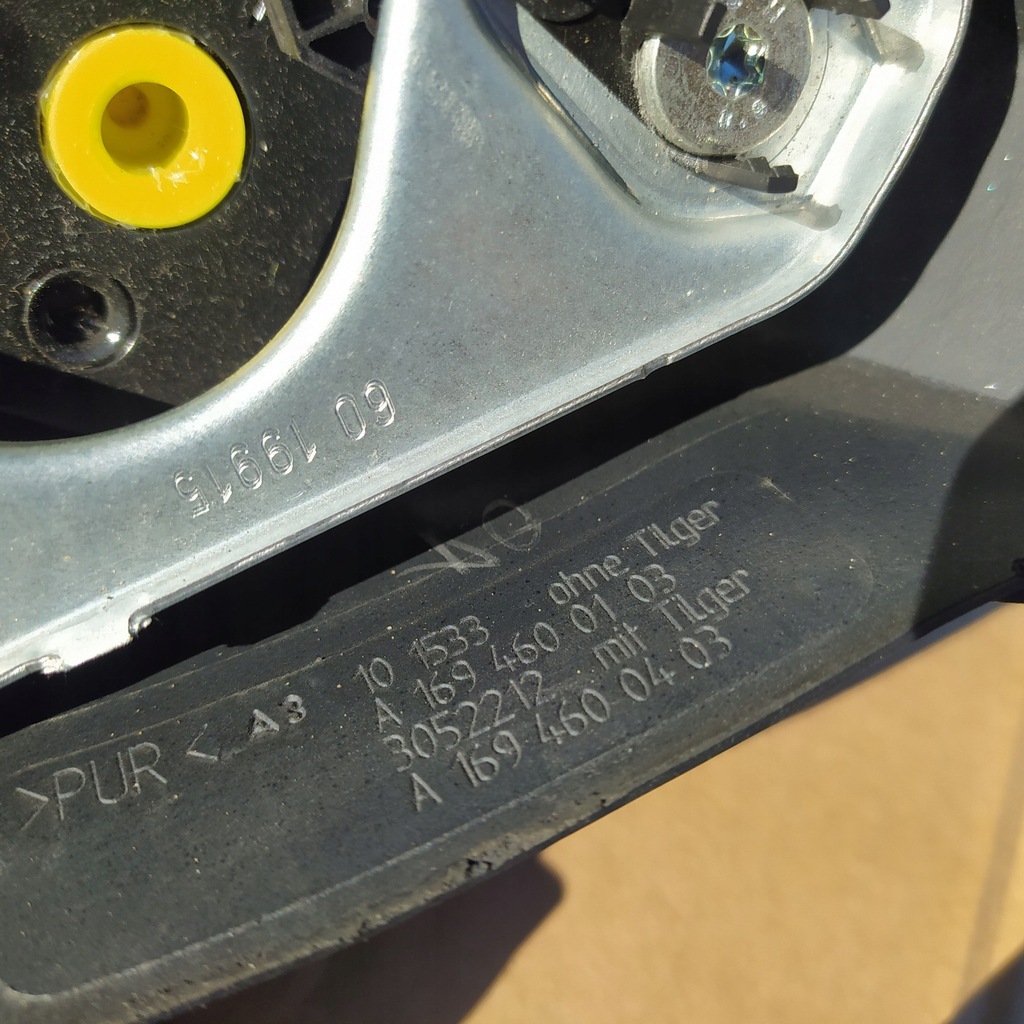 60 19915
10 1533 ohne Tilger
A 169 460 01 03
3052212 mit Tilger
A 169 460 04 03
>PUR< A3